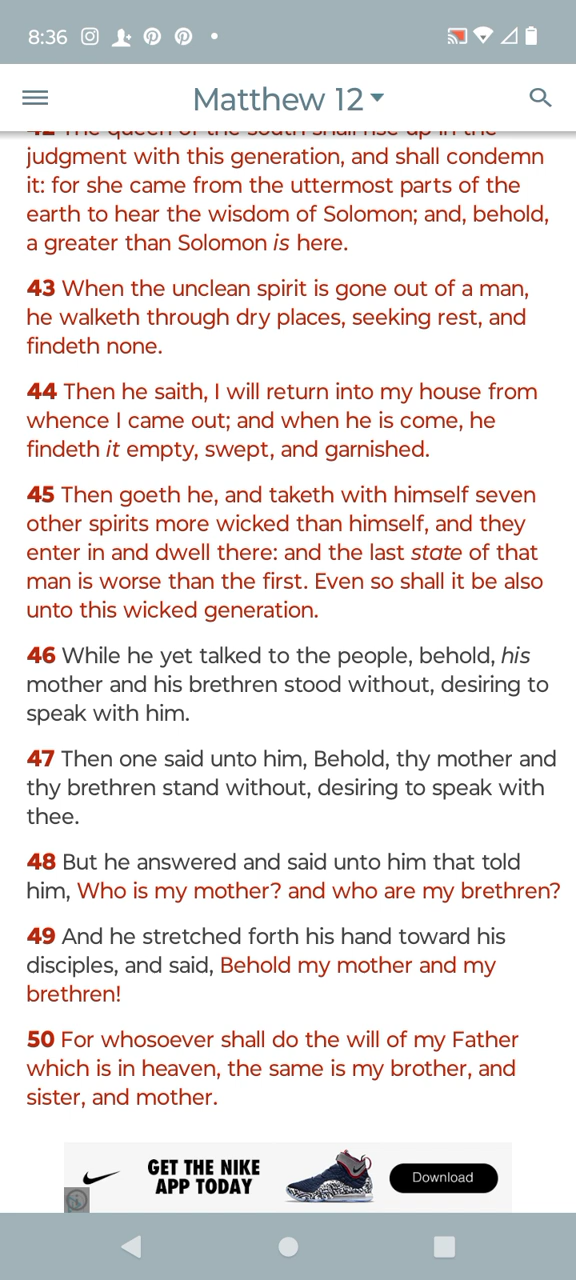 8:36
Matthew 12
42 The queen of the south shall rise up in the
judgment with this generation, and shall condemn
it: for she came from the uttermost parts of the
earth to hear the wisdom of Solomon; and, behold,
a greater than Solomon is here.
43 When the unclean spirit is gone out of a man,
he walketh through dry places, seeking rest, and
findeth none.
44 Then he saith, I will return into my house from
whence I came out; and when he is come, he
findeth it empty, swept, and garnished.
45 Then goeth he, and taketh with himself seven
other spirits more wicked than himself, and they
enter in and dwell there: and the last state of that
man is worse than the first. Even so shall it be also
unto this wicked generation.
46 While he yet talked to the people, behold, his
mother and his brethren stood without, desiring to
speak with him.
47 Then one said unto him, Behold, thy mother and
thy brethren stand without, desiring to speak with
thee.
48 But he answered and said unto him that told
him, Who is my mother? and who are my brethren?
49 And he stretched forth his hand toward his
disciples, and said, Behold my mother and my
brethren!
50 For whosoever shall do the will of my Father
which is in heaven, the same is my brother, and
sister, and mother.
GET THE NIKE
APP TODAY
Download